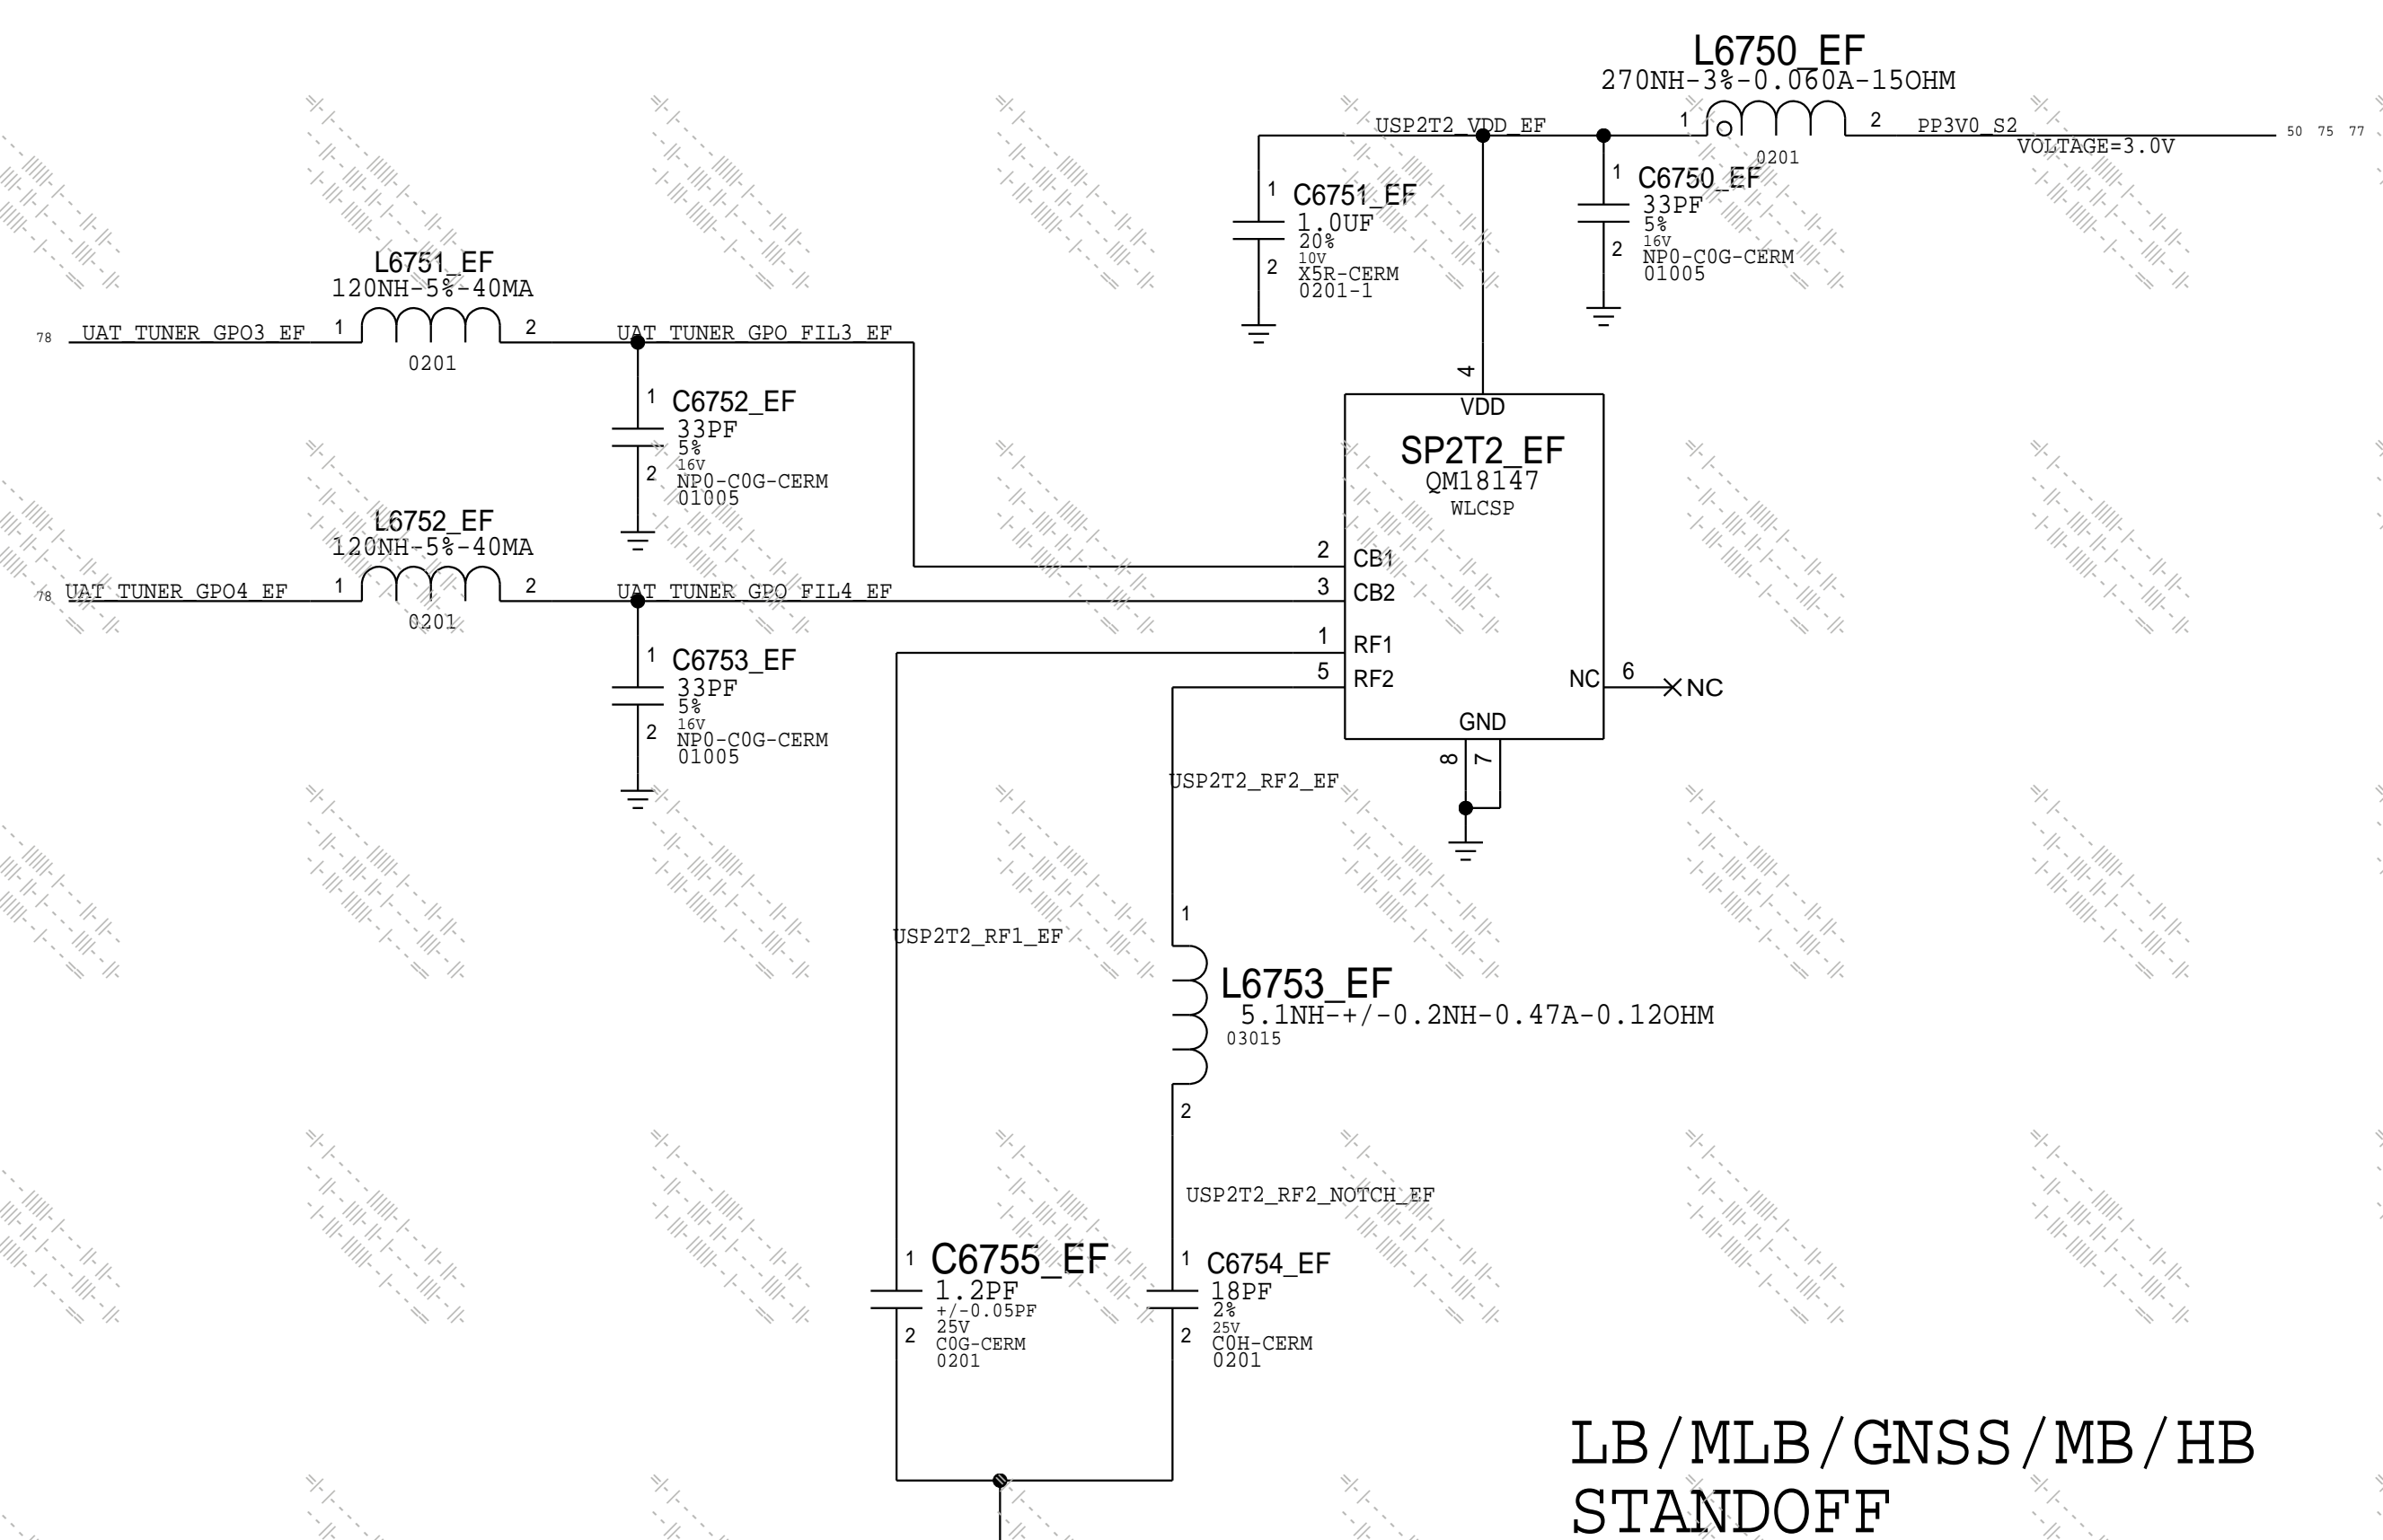 L6750_EF
270NH-3%-0.060A-15OHM
USP2T2_VDD_EF
1
2
PP3V0_S2
50 75 77
VOLTAGE=3.0V
0201
1
C6751_EF
1.0UF
20%
10V
2
X5R-CERM
0201-1
1
C6750_EF
33PF
5%
16V
2
NP0-C0G-CERM
01005
L6751_EF
120NH-5%-40MA
78
UAT_TUNER_GPO3_EF
1
2
UAT_TUNER_GPO_FIL3_EF
0201
1
C6752_EF
33PF
5%
16V
2
NP0-C0G-CERM
01005
L6752_EF
120NH-5%-40MA
78
UAT_TUNER_GPO4_EF
1
2
UAT_TUNER_GPO_FIL4_EF
0201
1
C6753_EF
33PF
5%
16V
2
NP0-C0G-CERM
01005
4
VDD
SP2T2_EF
QM18147
WLCSP
2
CB1
3
CB2
1
RF1
5
RF2
NC
6
NC
GND
8
7
USP2T2_RF2_EF
USP2T2_RF1_EF
1
L6753_EF
5.1NH-+/-0.2NH-0.47A-0.12OHM
03015
2
USP2T2_RF2_NOTCH_EF
1
C6755_EF
1.2PF
+/-0.05PF
25V
2
C0G-CERM
0201
1
C6754_EF
18PF
2%
25V
2
C0H-CERM
0201
LB/MLB/GNSS/MB/HB
STANDOFF